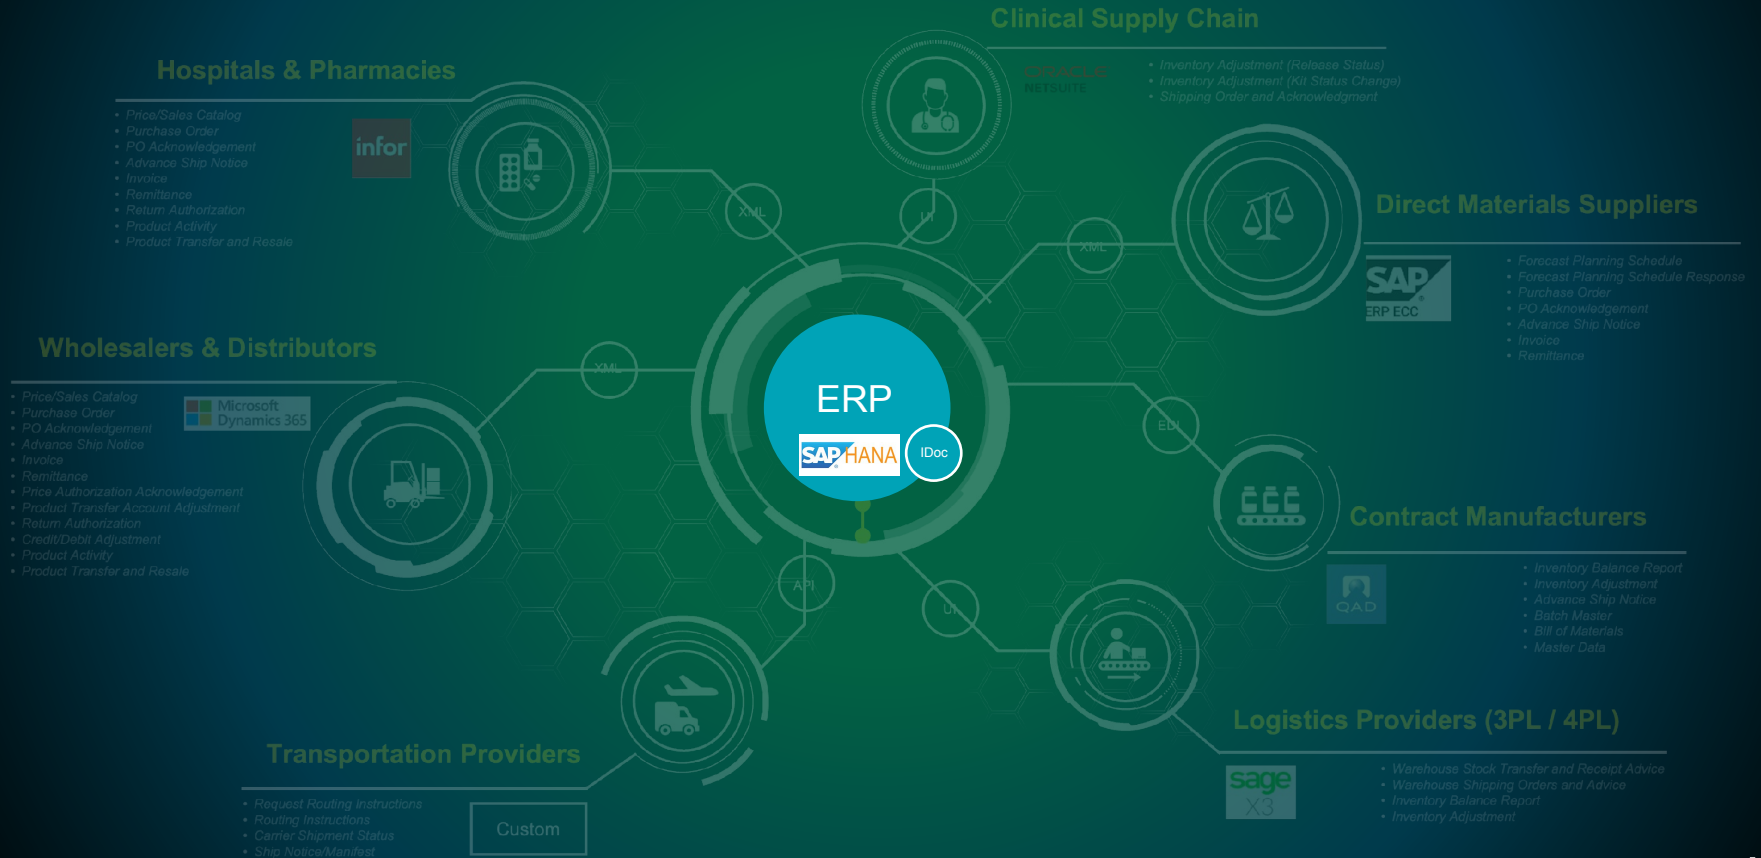 Clinical Supply Chain
ORACLE
NETSUITE
• Inventory Adjustment (Release Status)
• Inventory Adjustment (Kit Status Change)
• Shipping Order and Acknowledgment
Hospitals & Pharmacies
• Price/Sales Catalog
• Purchase Order
• PO Acknowledgement
• Advance Ship Notice
• Invoice
• Remittance
• Return Authorization
• Product Activity
• Product Transfer and Resale
infor
XML
UI
XML
Direct Materials Suppliers
SAP
®
ERP ECC
• Forecast Planning Schedule
• Forecast Planning Schedule Response
• Purchase Order
• PO Acknowledgement
• Advance Ship Notice
• Invoice
• Remittance
Wholesalers & Distributors
• Price/Sales Catalog
• Purchase Order
• PO Acknowledgement
• Advance Ship Notice
• Invoice
• Remittance
• Price Authorization Acknowledgement
• Product Transfer Account Adjustment
• Return Authorization
• Credit/Debit Adjustment
• Product Activity
• Product Transfer and Resale
Microsoft
Dynamics 365
XML
ERP
SAP® HANA
IDoc
EDI
Contract Manufacturers
QAD
• Inventory Balance Report
• Inventory Adjustment
• Advance Ship Notice
• Batch Master
• Bill of Materials
• Master Data
API
UI
Transportation Providers
• Request Routing Instructions
• Routing Instructions
• Carrier Shipment Status
• Ship Notice/Manifest
Custom
Logistics Providers (3PL / 4PL)
sage
X3
• Warehouse Stock Transfer and Receipt Advice
• Warehouse Shipping Orders and Advice
• Inventory Balance Report
• Inventory Adjustment